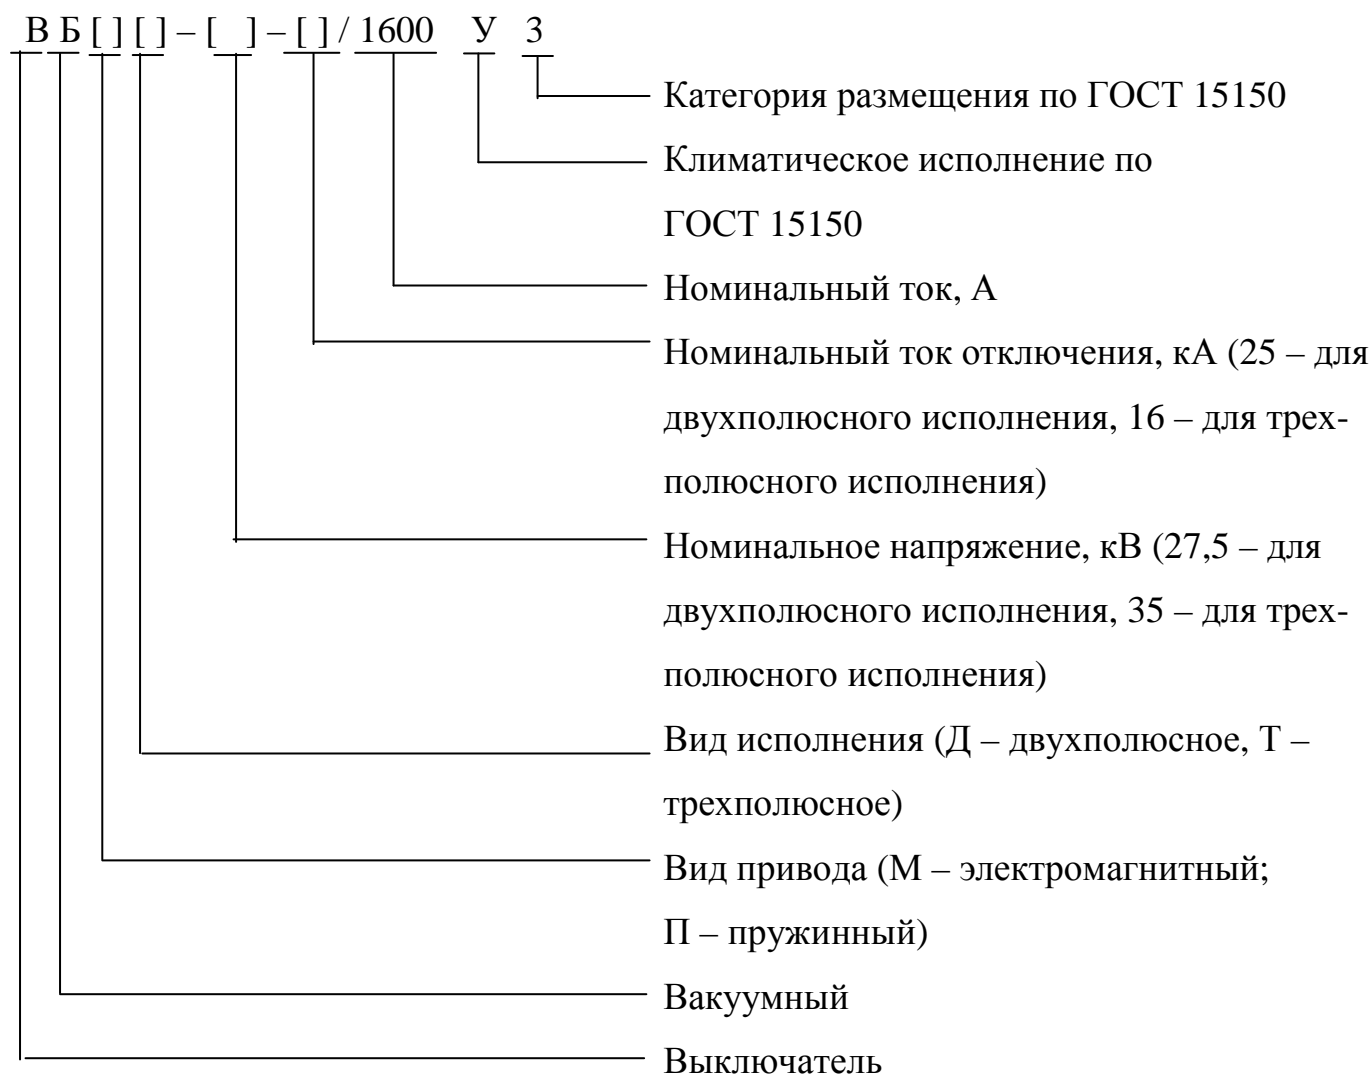 ВБ[ ][ ] – [ ] – [ ] / 1600 У 3
Категория размещения по ГОСТ 15150
Климатическое исполнение по
ГОСТ 15150
Номинальный ток, А
Номинальный ток отключения, кА (25 – для
двухполюсного исполнения, 16 – для трех-
полюсного исполнения)
Номинальное напряжение, кВ (27,5 – для
двухполюсного исполнения, 35 – для трех-
полюсного исполнения)
Вид исполнения (Д – двухполюсное, Т –
трехполюсное)
Вид привода (М – электромагнитный;
П – пружинный)
Вакуумный
Выключатель